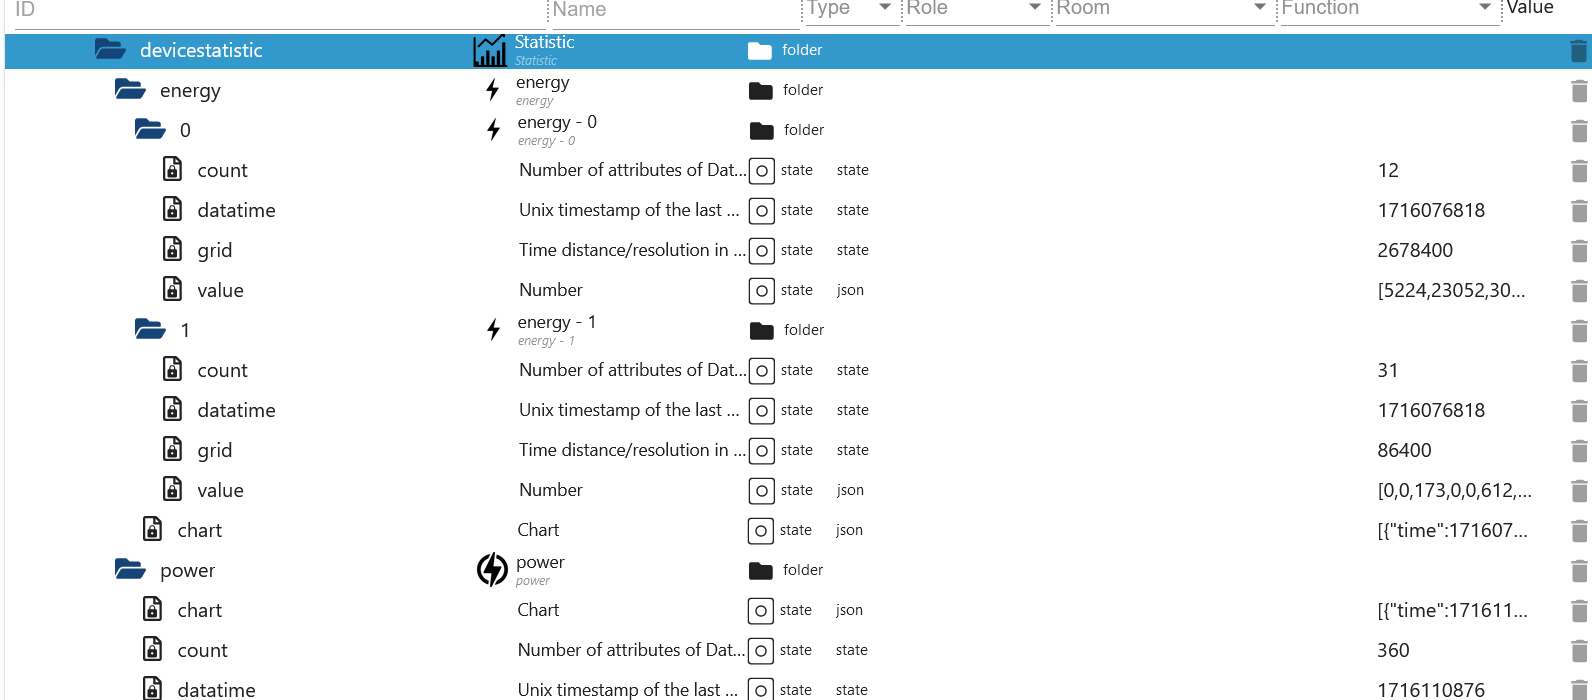 ID Name Type Role Room Function Value
devicestatistic Statistic folder
Statistic
energy energy folder
energy
0 energy - 0 folder
energy - 0
count Number of attributes of Dat... state state 12
datatime Unix timestamp of the last ... state state 1716076818
grid Time distance/resolution in ... state state 2678400
value Number state json [5224,23052,30...
1 energy - 1 folder
energy - 1
count Number of attributes of Dat... state state 31
datatime Unix timestamp of the last ... state state 1716076818
grid Time distance/resolution in ... state state 86400
value Number state json [0,0,173,0,0,612,...
chart Chart state json [{"time":171607...
power power folder
power
chart Chart state json [{"time":171611...
count Number of attributes of Dat... state state 360
datatime Unix timestamp of the last ... state state 1716110876